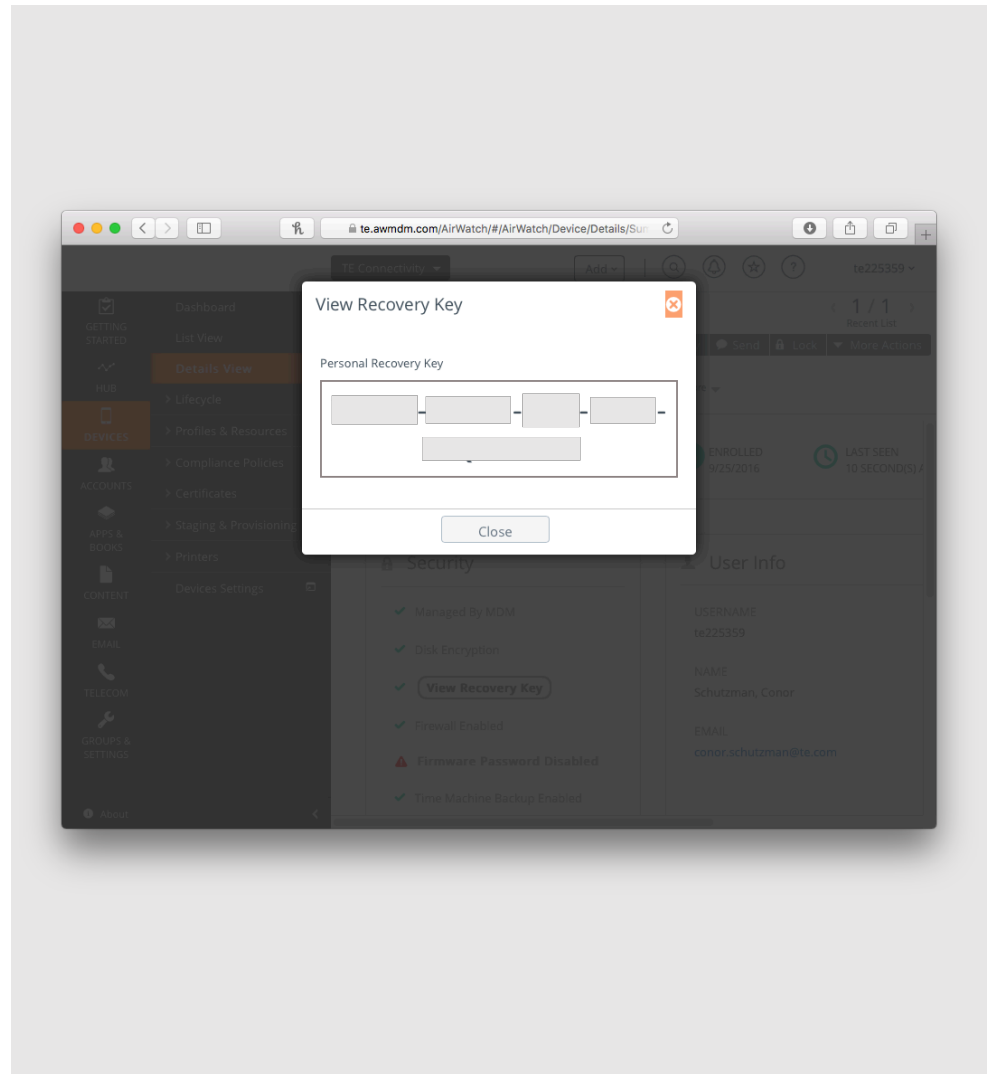 te.awmdm.com/AirWatch/#/AirWatch/Device/Details/Sur
TE Connectivity
Add
te225359
View Recovery Key
Personal Recovery Key
- - - -
Close
GETTING STARTED
HUB
DEVICES
ACCOUNTS
APPS & BOOKS
CONTENT
EMAIL
TELECOM
GROUPS & SETTINGS
About
Dashboard
List View
Details View
Lifecycle
Profiles & Resources
Compliance Policies
Certificates
Staging & Provisioning
Printers
Devices Settings
1 / 1
Recent List
Send
Lock
More Actions
ENROLLED
9/25/2016
LAST SEEN
10 SECOND(S) A
Security
Managed By MDM
Disk Encryption
View Recovery Key
Firewall Enabled
Firmware Password Disabled
Time Machine Backup Enabled
User Info
USERNAME
te225359
NAME
Schutzman, Conor
EMAIL
conor.schutzman@te.com